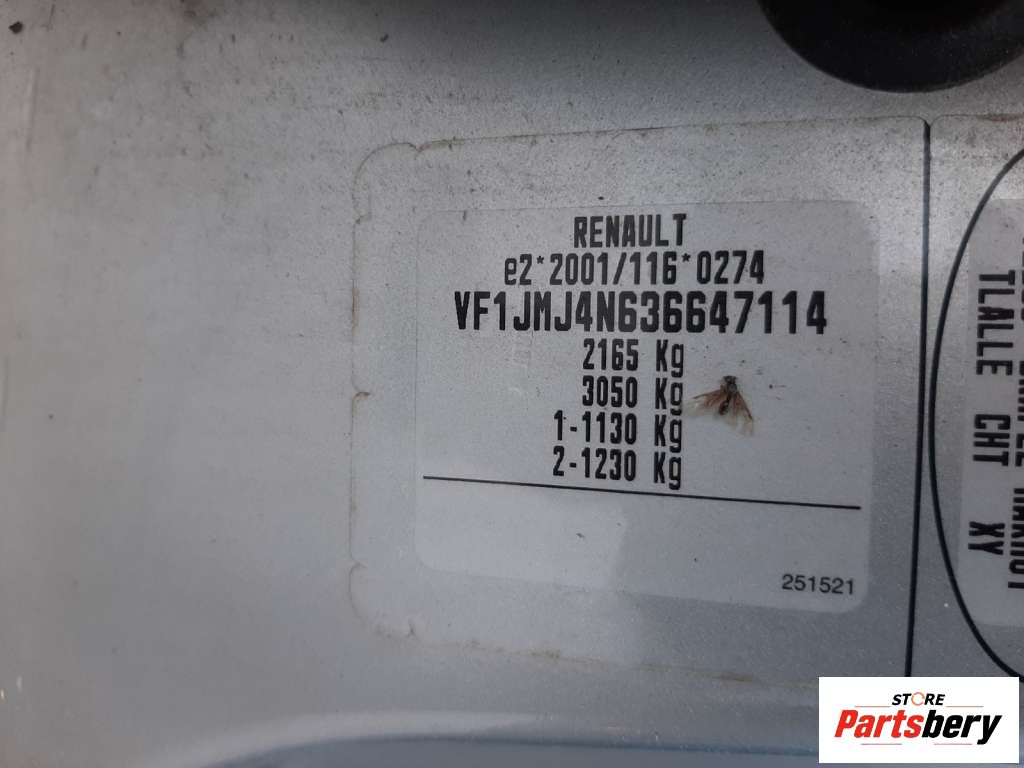 RENAULT
e2*2001/116*0274
VF1JMJ4N636647114
2165 Kg
3050 Kg
1-1130 Kg
2-1230 Kg
251521
TLALLE CHT XY
STORE
Partsbery